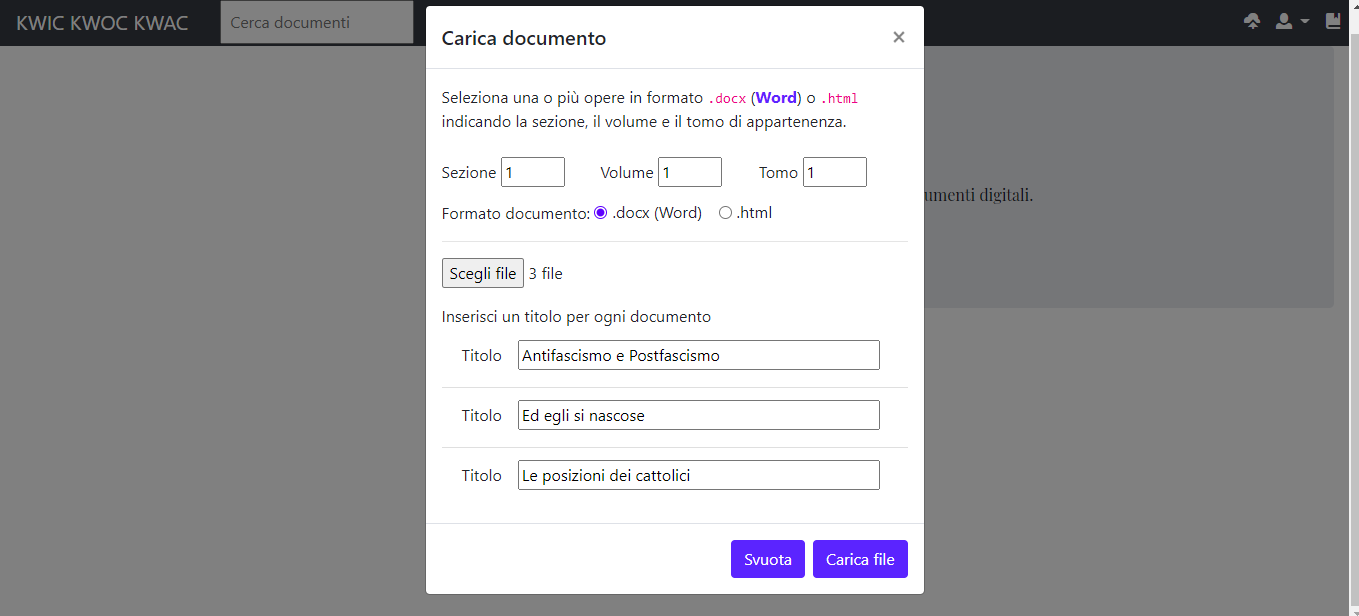 KWIC KWOC KWAC
Cerca documenti
Carica documento
×
Seleziona una o più opere in formato .docx (Word) o .html
indicando la sezione, il volume e il tomo di appartenenza.
Sezione 1 Volume 1 Tomo 1
umenti digitali.
Formato documento: .docx (Word) .html
Scegli file 3 file
Inserisci un titolo per ogni documento
Titolo Antifascismo e Postfascismo
Titolo Ed egli si nascose
Titolo Le posizioni dei cattolici
Svuota Carica file